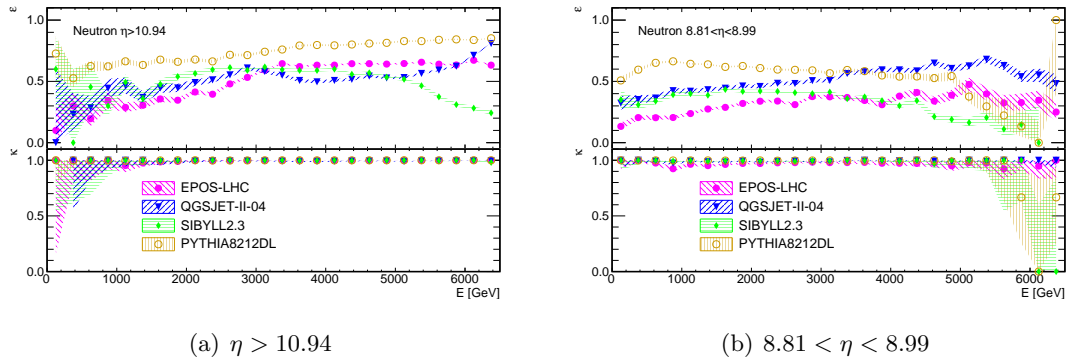 ε
Neutron η>10.94
1.0
0.5
0.0
κ
1.0
0.5
0.0
EPOS-LHC
QGSJET-II-04
SIBYLL2.3
PYTHIA8212DL
0 1000 2000 3000 4000 5000 6000
E [GeV]
(a) η > 10.94
ε
Neutron 8.81<η<8.99
1.0
0.5
0.0
κ
1.0
0.5
0.0
EPOS-LHC
QGSJET-II-04
SIBYLL2.3
PYTHIA8212DL
0 1000 2000 3000 4000 5000 6000
E [GeV]
(b) 8.81 < η < 8.99